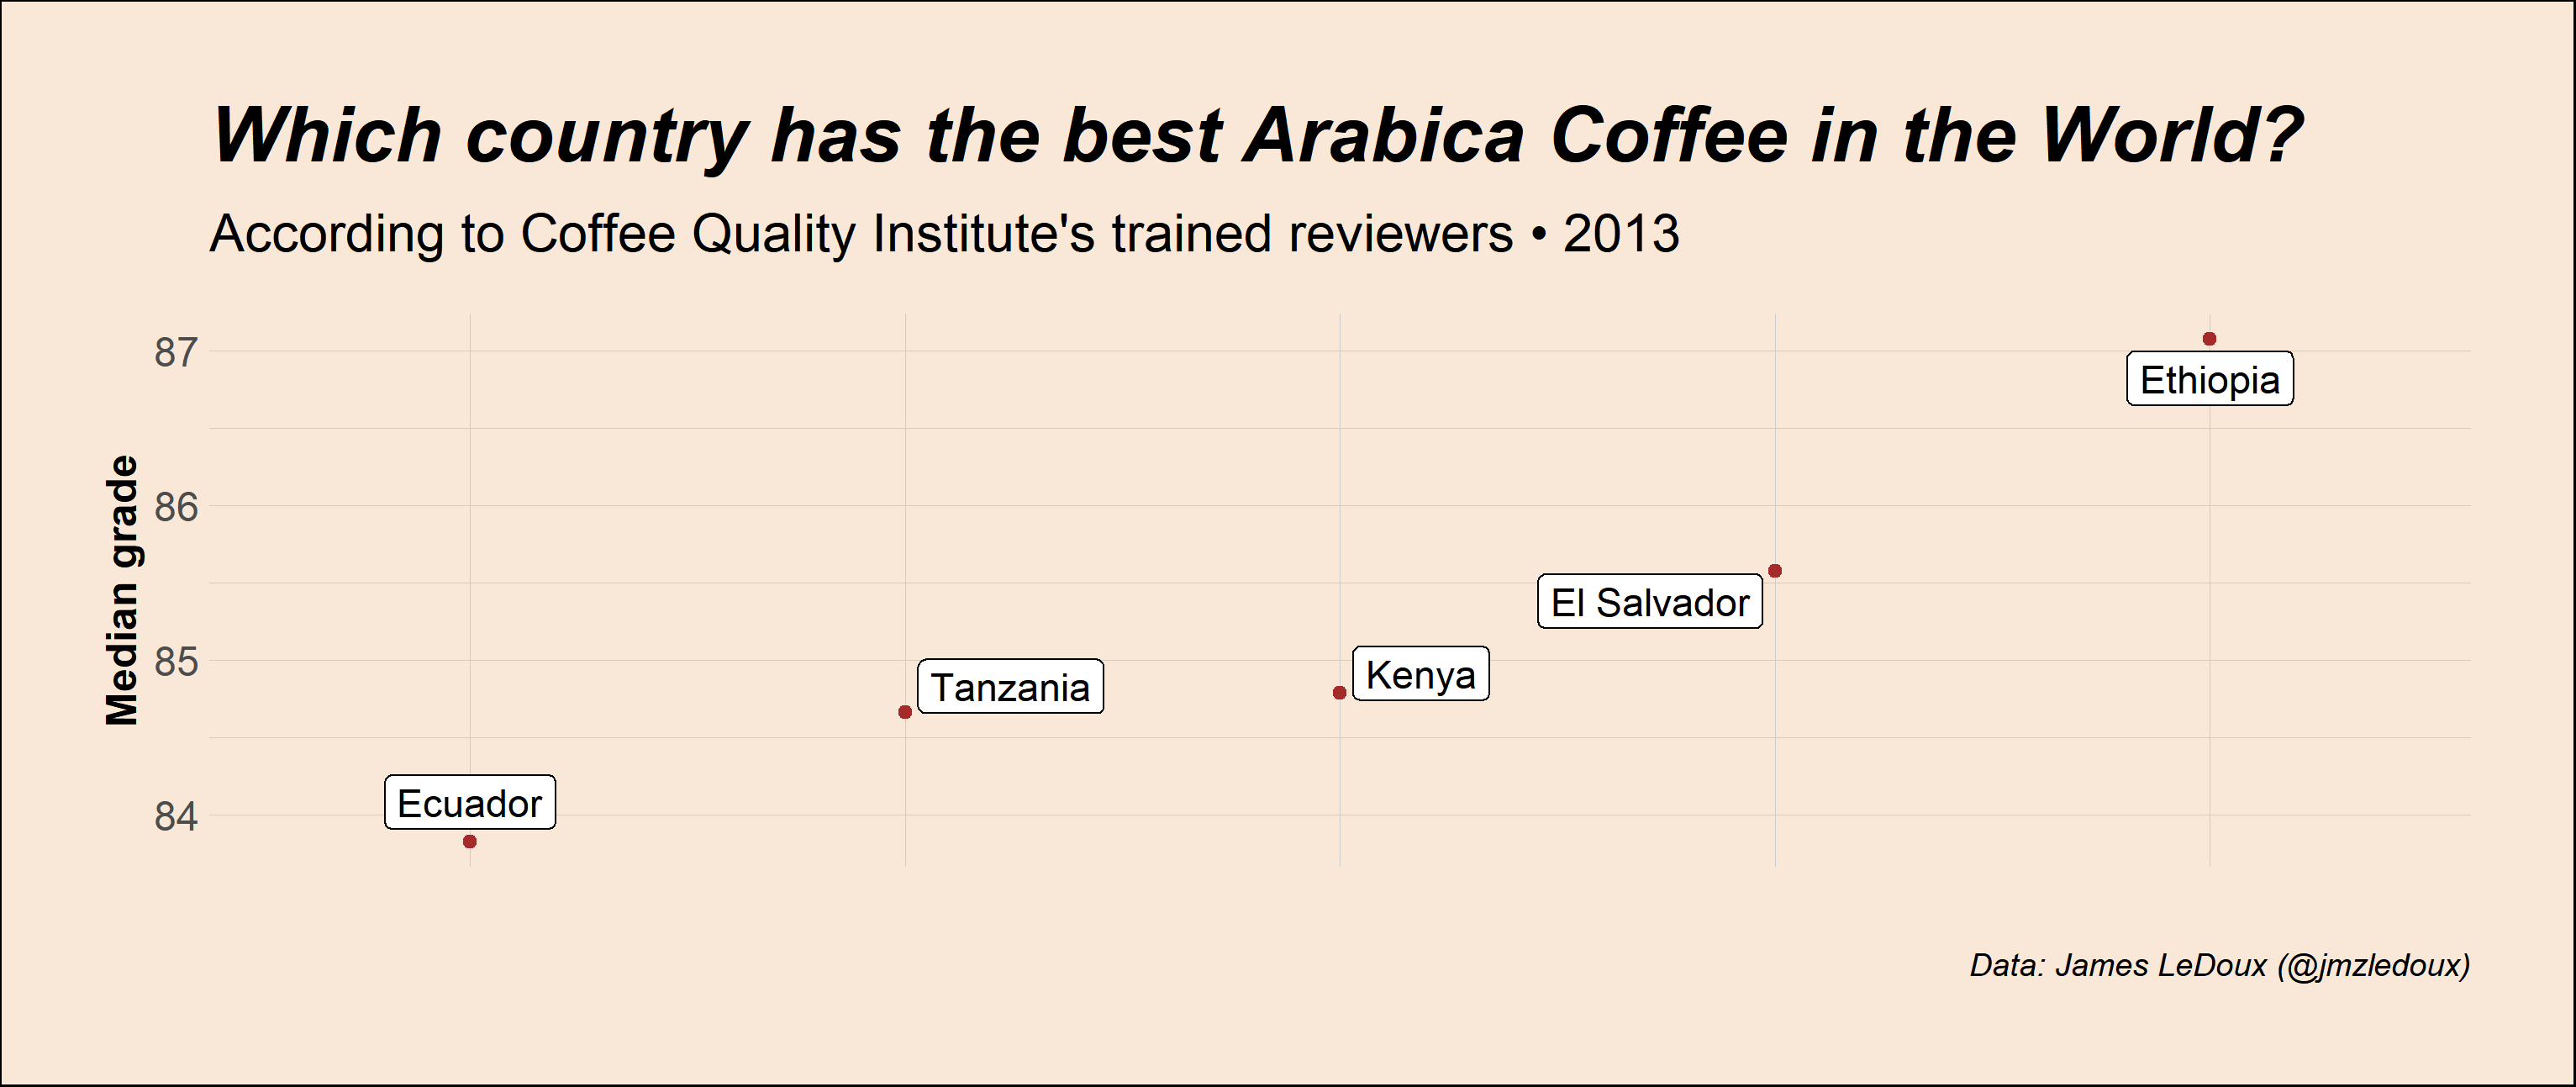 Which country has the best Arabica Coffee in the World?
According to Coffee Quality Institute's trained reviewers • 2013
Median grade
87
86
85
84
Ethiopia
El Salvador
Kenya
Tanzania
Ecuador
Data: James LeDoux (@jmzledoux)